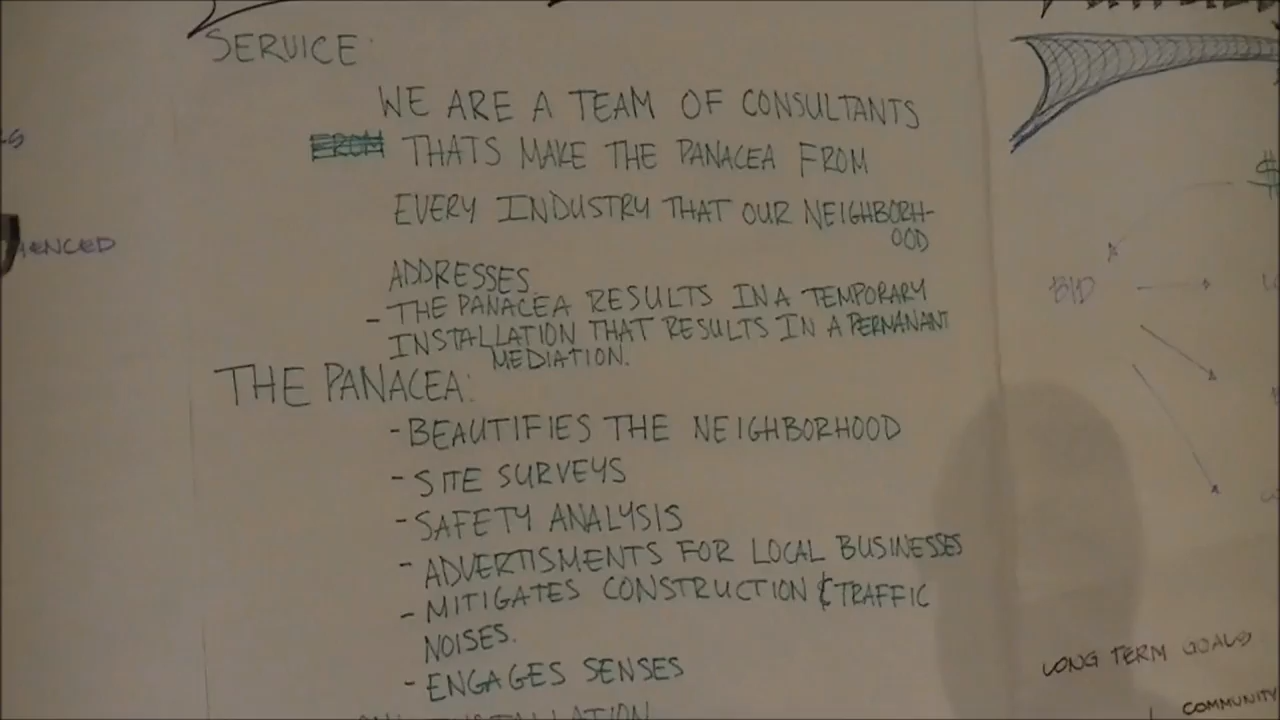 SERVICE:
WE ARE A TEAM OF CONSULTANTS
FROM THATS MAKE THE PANACEA FROM
EVERY INDUSTRY THAT OUR NEIGHBORH-
OOD
ADDRESSES.
- THE PANACEA RESULTS IN A TEMPORARY
INSTALLATION THAT RESULTS IN A PERMANANT
MEDIATION.
THE PANACEA:
- BEAUTIFIES THE NEIGHBORHOOD
- SITE SURVEYS
- SAFETY ANALYSIS
- ADVERTISMENTS FOR LOCAL BUSINESSES
- MITIGATES CONSTRUCTION & TRAFFIC
NOISES.
- ENGAGES SENSES
INSTALLATION
$
BID
LONG TERM GOALS
COMMUNITY